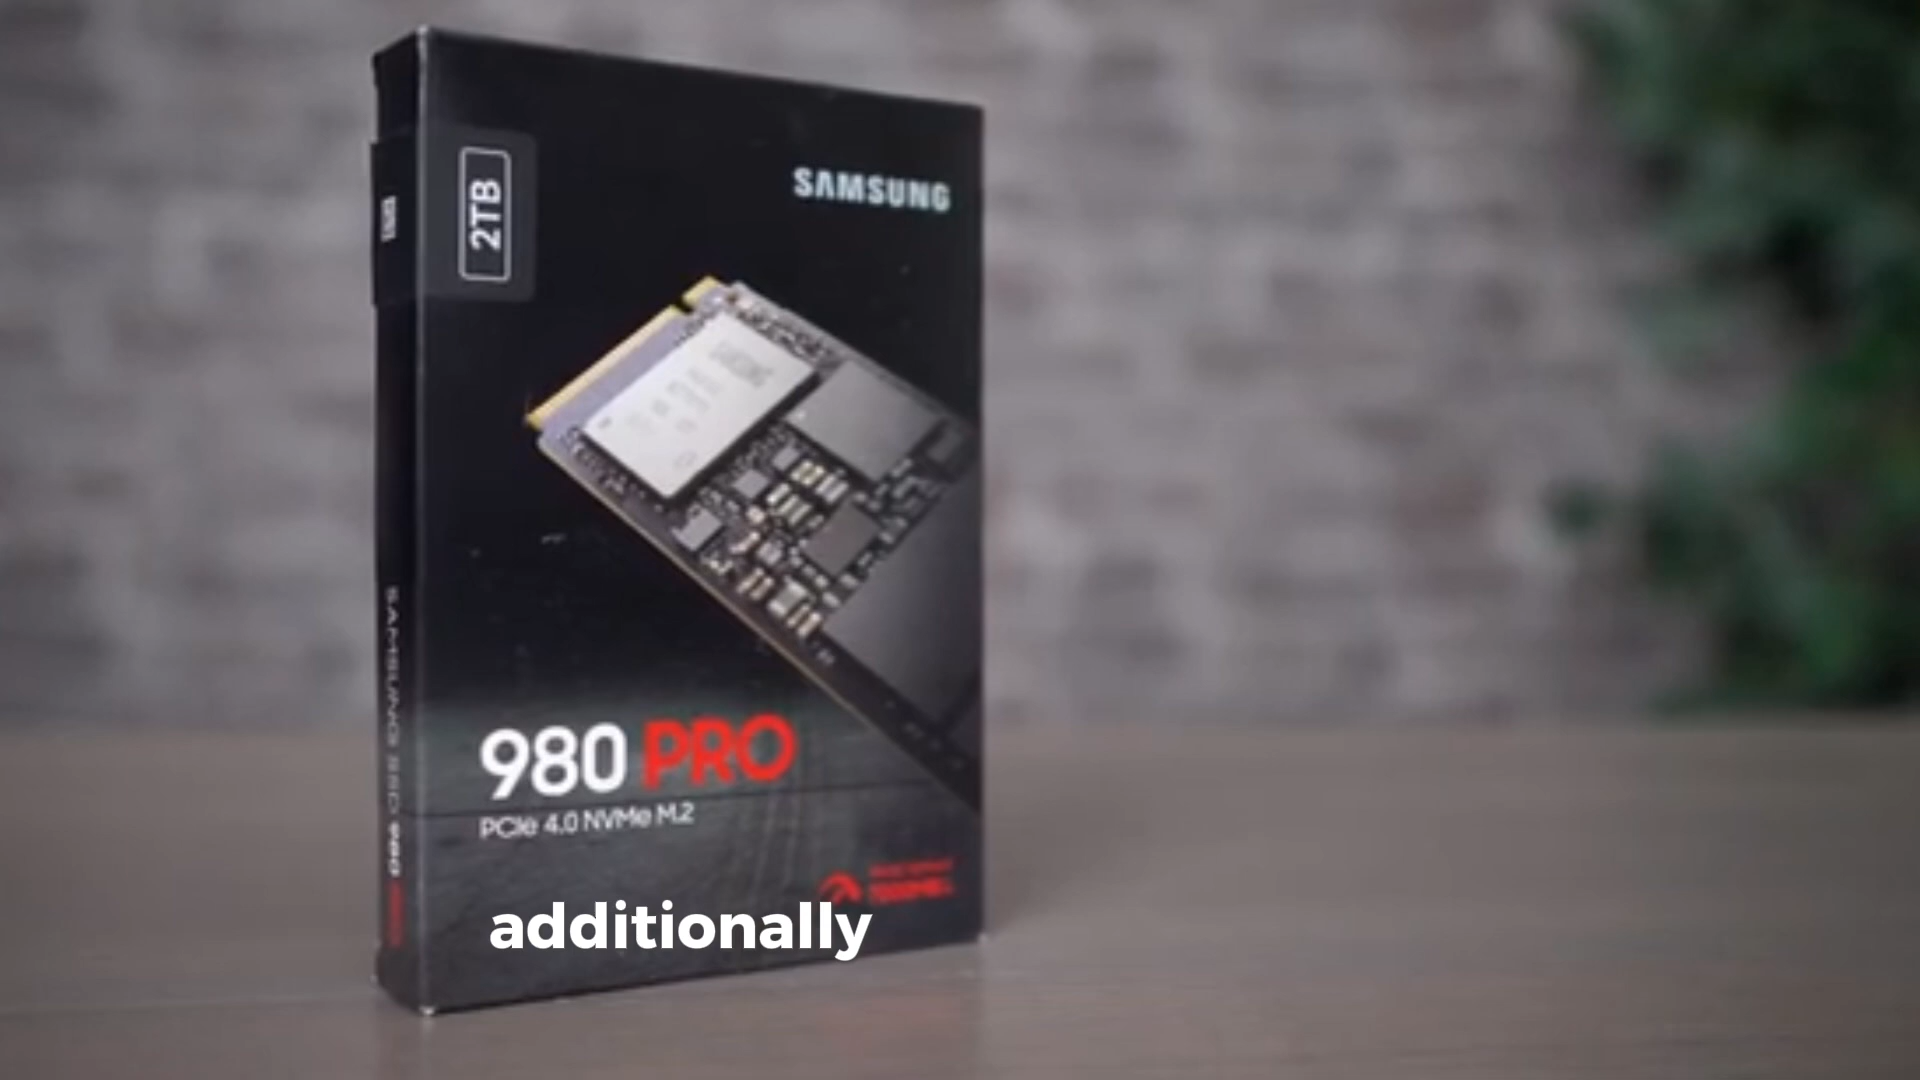 2TB
SAMSUNG
SAMSUNG SSD 980
980 PRO
PCIe 4.0 NVMe M.2
additionally